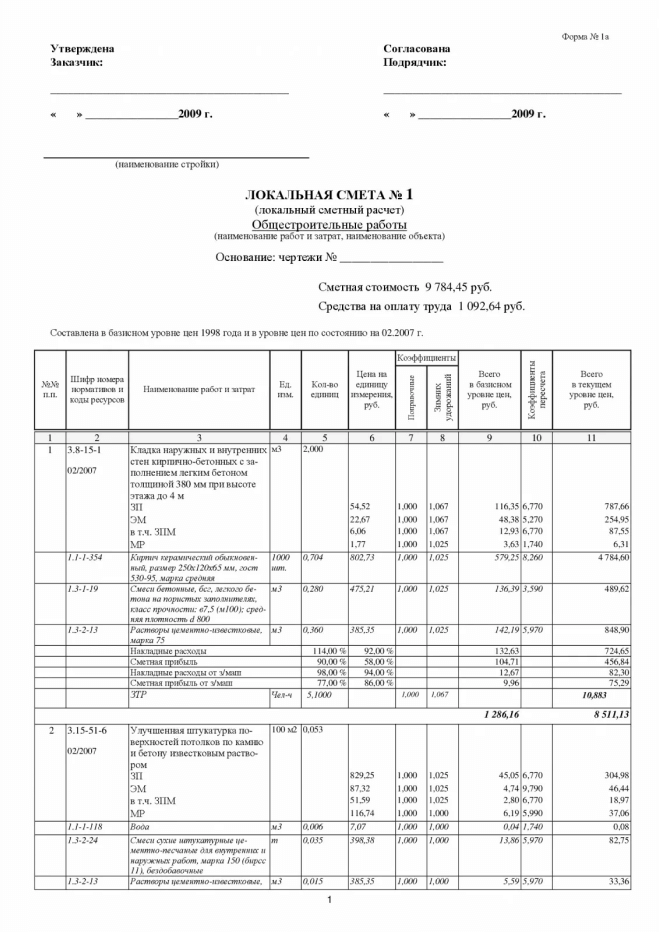 Форма № 1а
Утверждена
Согласована
Заказчик:
Подрядчик:
« » ________________2009 г.
« » ________________2009 г.
(наименование стройки)
ЛОКАЛЬНАЯ СМЕТА № 1
(локальный сметный расчет)
Общестроительные работы
(наименование работ и затрат, наименование объекта)
Основание: чертежи № _________________
Сметная стоимость 9 784,45 руб.
Средства на оплату труда 1 092,64 руб.
Составлена в базисном уровне цен 1998 года и в уровне цен по состоянию на 02.2007 г.
№№ п.п.
Шифр номера нормативов и коды ресурсов
Наименование работ и затрат
Ед. изм.
Кол-во единиц
Цена на единицу измерения, руб.
Коэффициенты
Поправочные
Зимних удорожаний
Всего в базисном уровне цен, руб.
Коэффициенты пересчета
Всего в текущем уровне цен, руб.
1 2 3 4 5 6 7 8 9 10 11
1 3.8-15-1 Кладка наружных и внутренних м3 2,000
стен кирпично-бетонных с за-
02/2007 полнением легким бетоном
толщиной 380 мм при высоте
этажа до 4 м
ЗП 54,52 1,000 1,067 116,35 6,770 787,66
ЭМ 22,67 1,000 1,067 48,38 5,270 254,95
в т.ч. ЗПМ 6,06 1,000 1,067 12,93 6,770 87,55
МР 1,77 1,000 1,025 3,63 1,740 6,31
1.1-1-354 Кирпич керамический обыкновен- 1000 0,704 802,73 1,000 1,025 579,25 8,260 4 784,60
ный, размер 250х120х65 мм, гост шт.
530-95, марка средняя
1.3-1-19 Смеси бетонные, бсг, легкого бе- м3 0,280 475,21 1,000 1,025 136,39 3,590 489,62
тона на пористых заполнителях,
класс прочности: в7,5 (м100); сред-
няя плотность d 800
1.3-2-13 Растворы цементно-известковые, м3 0,360 385,35 1,000 1,025 142,19 5,970 848,90
марка 75
Накладные расходы 114,00 % 92,00 % 132,63 724,65
Сметная прибыль 90,00 % 58,00 % 104,71 456,84
Накладные расходы от з/маш 98,00 % 94,00 % 12,67 82,30
Сметная прибыль от з/маш 77,00 % 86,00 % 9,96 75,29
ЗТР Чел-ч 5,1000 1,000 1,067 10,883
1 286,16 8 511,13
2 3.15-51-6 Улучшенная штукатурка по- 100 м2 0,053
верхностей потолков по камню
02/2007 и бетону известковым раство-
ром
ЗП 829,25 1,000 1,025 45,05 6,770 304,98
ЭМ 87,32 1,000 1,025 4,74 9,790 46,44
в т.ч. ЗПМ 51,59 1,000 1,025 2,80 6,770 18,97
МР 116,74 1,000 1,000 6,19 5,990 37,06
1.1-1-118 Вода м3 0,006 7,07 1,000 1,000 0,04 1,740 0,08
1.3-2-24 Смеси сухие штукатурные це- т 0,035 398,38 1,000 1,000 13,86 5,970 82,75
ментно-песчаные для внутренних и
наружных работ, марка 150 (бирсс
11), бездобавочные
1.3-2-13 Растворы цементно-известковые, м3 0,015 385,35 1,000 1,000 5,59 5,970 33,36
1